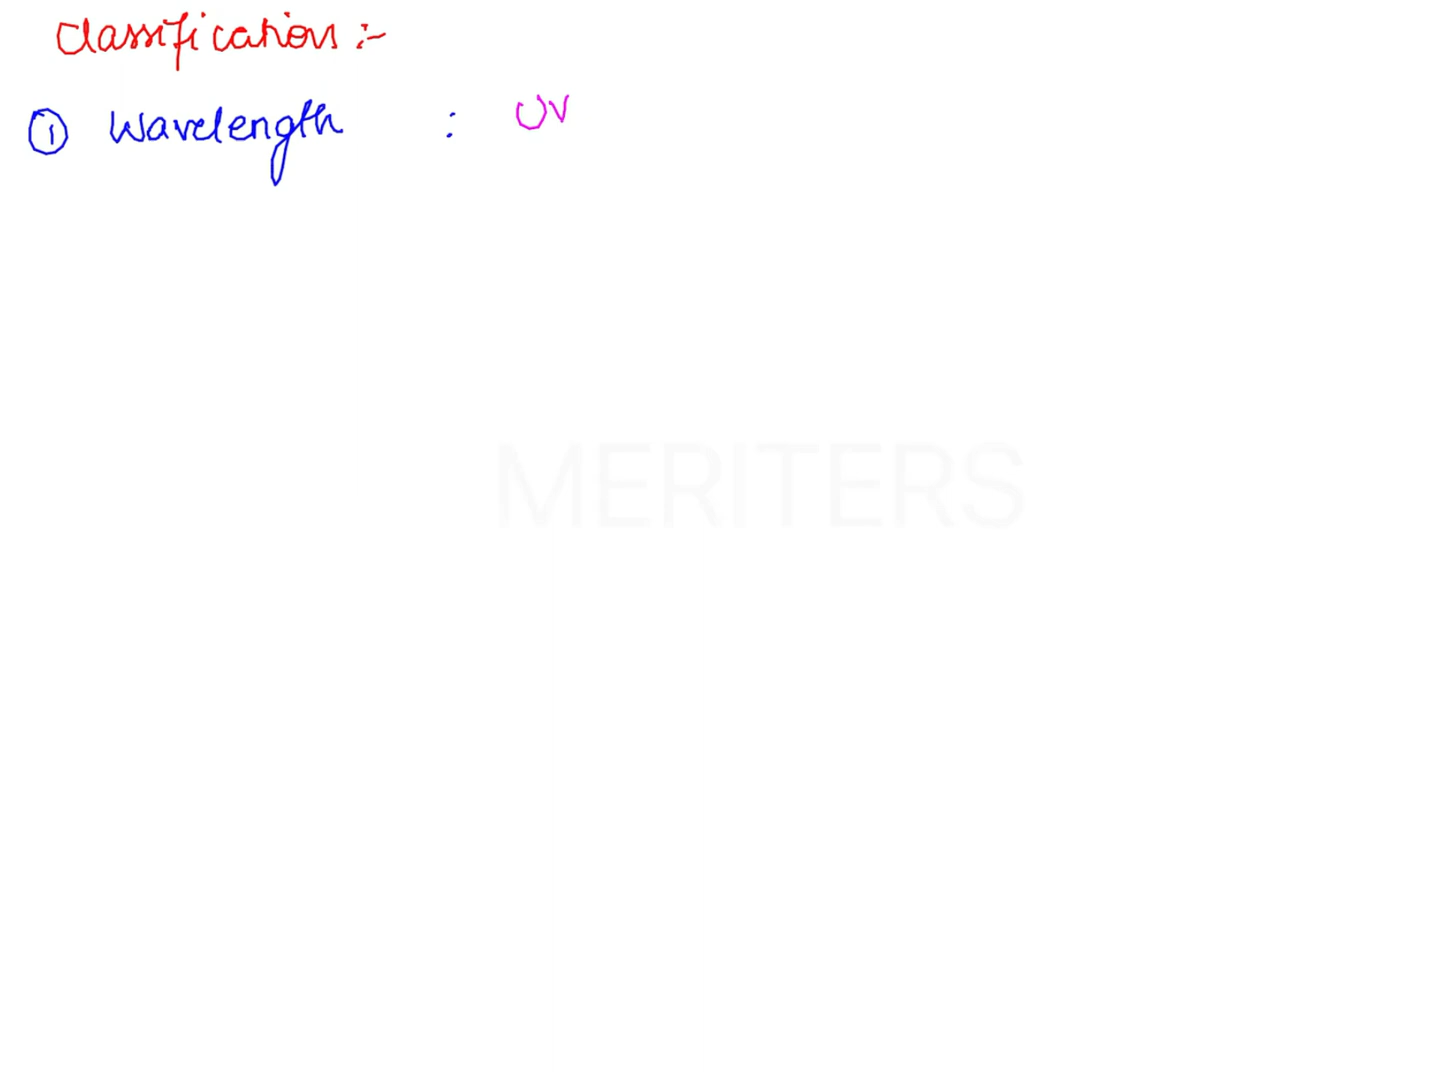 Classification :-
① Wavelength : UV
MERITERS